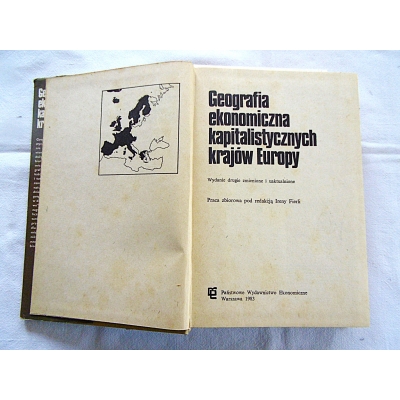 Geografia
ekonomiczna
kapitalistycznych
krajów Europy
Wydanie drugie zmienione i uaktualnione
Praca zbiorowa pod redakcją Ireny Fierli
Państwowe Wydawnictwo Ekonomiczne
Warszawa 1983